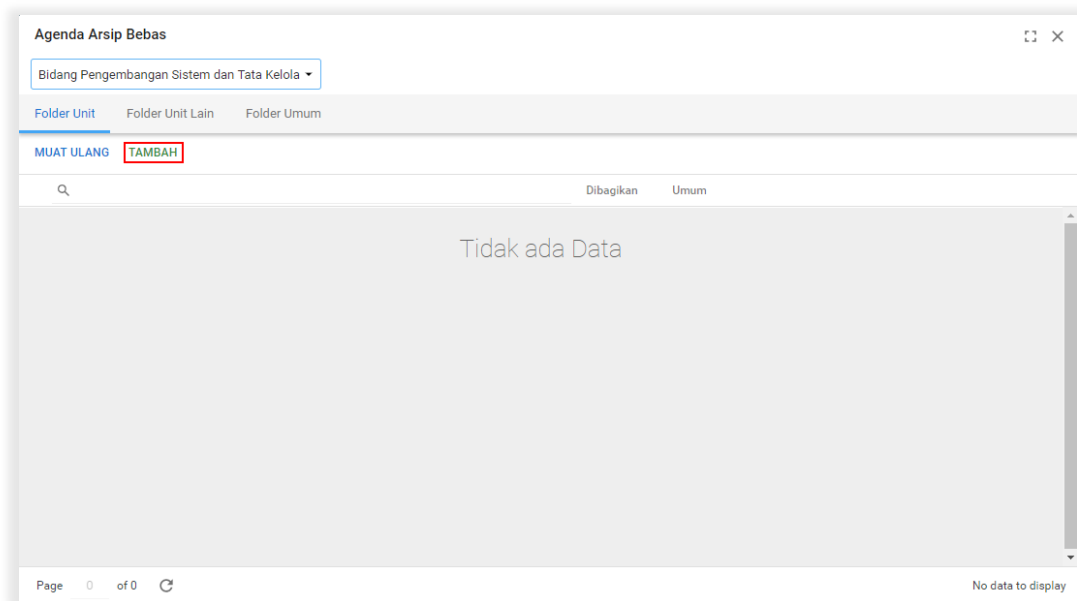 Agenda Arsip Bebas
Bidang Pengembangan Sistem dan Tata Kelola
Folder Unit Folder Unit Lain Folder Umum
MUAT ULANG TAMBAH
Dibagikan Umum
Tidak ada Data
Page 0 of 0 No data to display